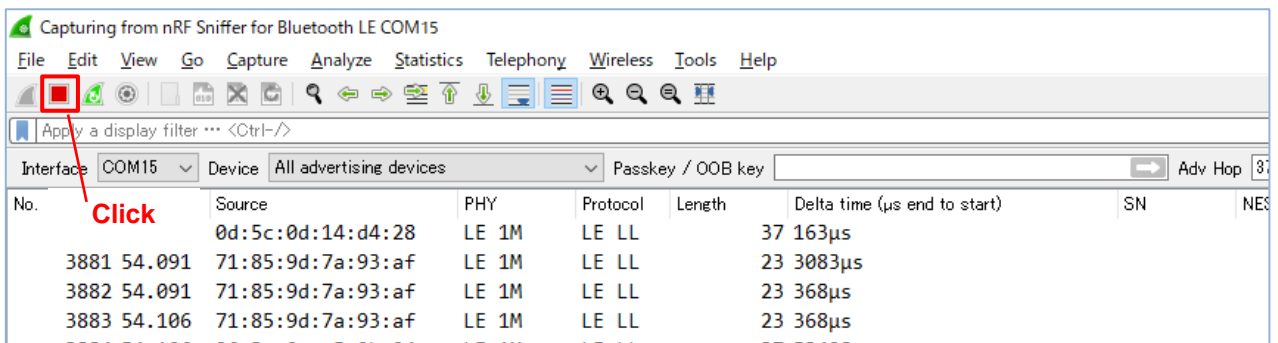 Capturing from nRF Sniffer for Bluetooth LE COM15
File Edit View Go Capture Analyze Statistics Telephony Wireless Tools Help
Apply a display filter ... <Ctrl-/>
Interface COM15 Device All advertising devices Passkey / OOB key Adv Hop 37
No. Source PHY Protocol Length Delta time (µs end to start) SN NES
Click
0d:5c:0d:14:d4:28 LE 1M LE LL 37 163µs
3881 54.091 71:85:9d:7a:93:af LE 1M LE LL 23 3083µs
3882 54.091 71:85:9d:7a:93:af LE 1M LE LL 23 368µs
3883 54.106 71:85:9d:7a:93:af LE 1M LE LL 23 368µs